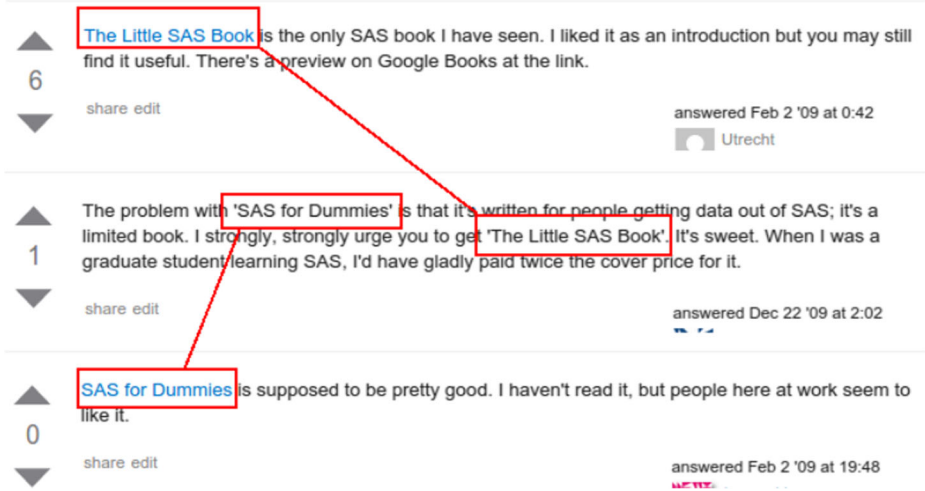 The Little SAS Book is the only SAS book I have seen. I liked it as an introduction but you may still
6
find it useful. There's a preview on Google Books at the link.
share edit
answered Feb 2 '09 at 0:42
Utrecht
The problem with 'SAS for Dummies' is that it's written for people getting data out of SAS; it's a
1
limited book. I strongly, strongly urge you to get 'The Little SAS Book'. It's sweet. When I was a
graduate student learning SAS, I'd have gladly paid twice the cover price for it.
share edit
answered Dec 22 '09 at 2:02
SAS for Dummies is supposed to be pretty good. I haven't read it, but people here at work seem to
0
like it.
share edit
answered Feb 2 '09 at 19:48